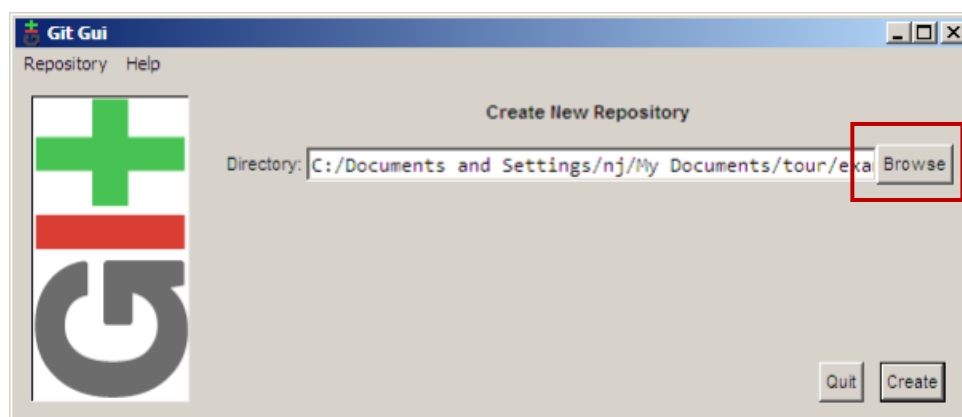 Git Gui
Repository Help
Create New Repository
Directory: C:/Documents and Settings/nj/My Documents/tour/exa Browse
git
Quit Create